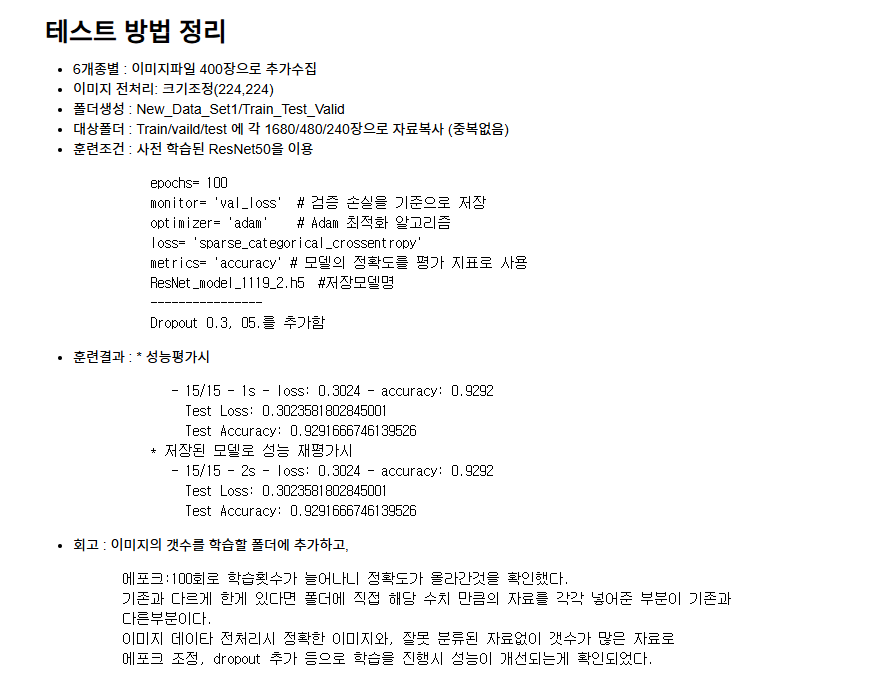 테스트 방법 정리
• 6개종별 : 이미지파일 400장으로 추가수집
• 이미지 전처리: 크기조정(224,224)
• 폴더생성 : New_Data_Set1/Train_Test_Valid
• 대상폴더 : Train/vaild/test 에 각 1680/480/240장으로 자료복사 (중복없음)
• 훈련조건 : 사전 학습된 ResNet50을 이용
epochs= 100
monitor= 'val_loss' # 검증 손실을 기준으로 저장
optimizer= 'adam' # Adam 최적화 알고리즘
loss= 'sparse_categorical_crossentropy'
metrics= 'accuracy' # 모델의 정확도를 평가 지표로 사용
ResNet_model_1119_2.h5 #저장모델명
----------------
Dropout 0.3, 05.를 추가함
• 훈련결과 : * 성능평가시
- 15/15 - 1s - loss: 0.3024 - accuracy: 0.9292
Test Loss: 0.3023581802845001
Test Accuracy: 0.9291666746139526
* 저장된 모델로 성능 재평가시
- 15/15 - 2s - loss: 0.3024 - accuracy: 0.9292
Test Loss: 0.3023581802845001
Test Accuracy: 0.9291666746139526
• 회고 : 이미지의 갯수를 학습할 폴더에 추가하고,
에포크:100회로 학습횟수가 늘어나니 정확도가 올라간것을 확인했다.
기존과 다르게 한게 있다면 폴더에 직접 해당 수치 만큼의 자료를 각각 넣어준 부분이 기존과
다른부분이다.
이미지 데이타 전처리시 정확한 이미지와, 잘못 분류된 자료없이 갯수가 많은 자료로
에포크 조정, dropout 추가 등으로 학습을 진행시 성능이 개선되는게 확인되었다.